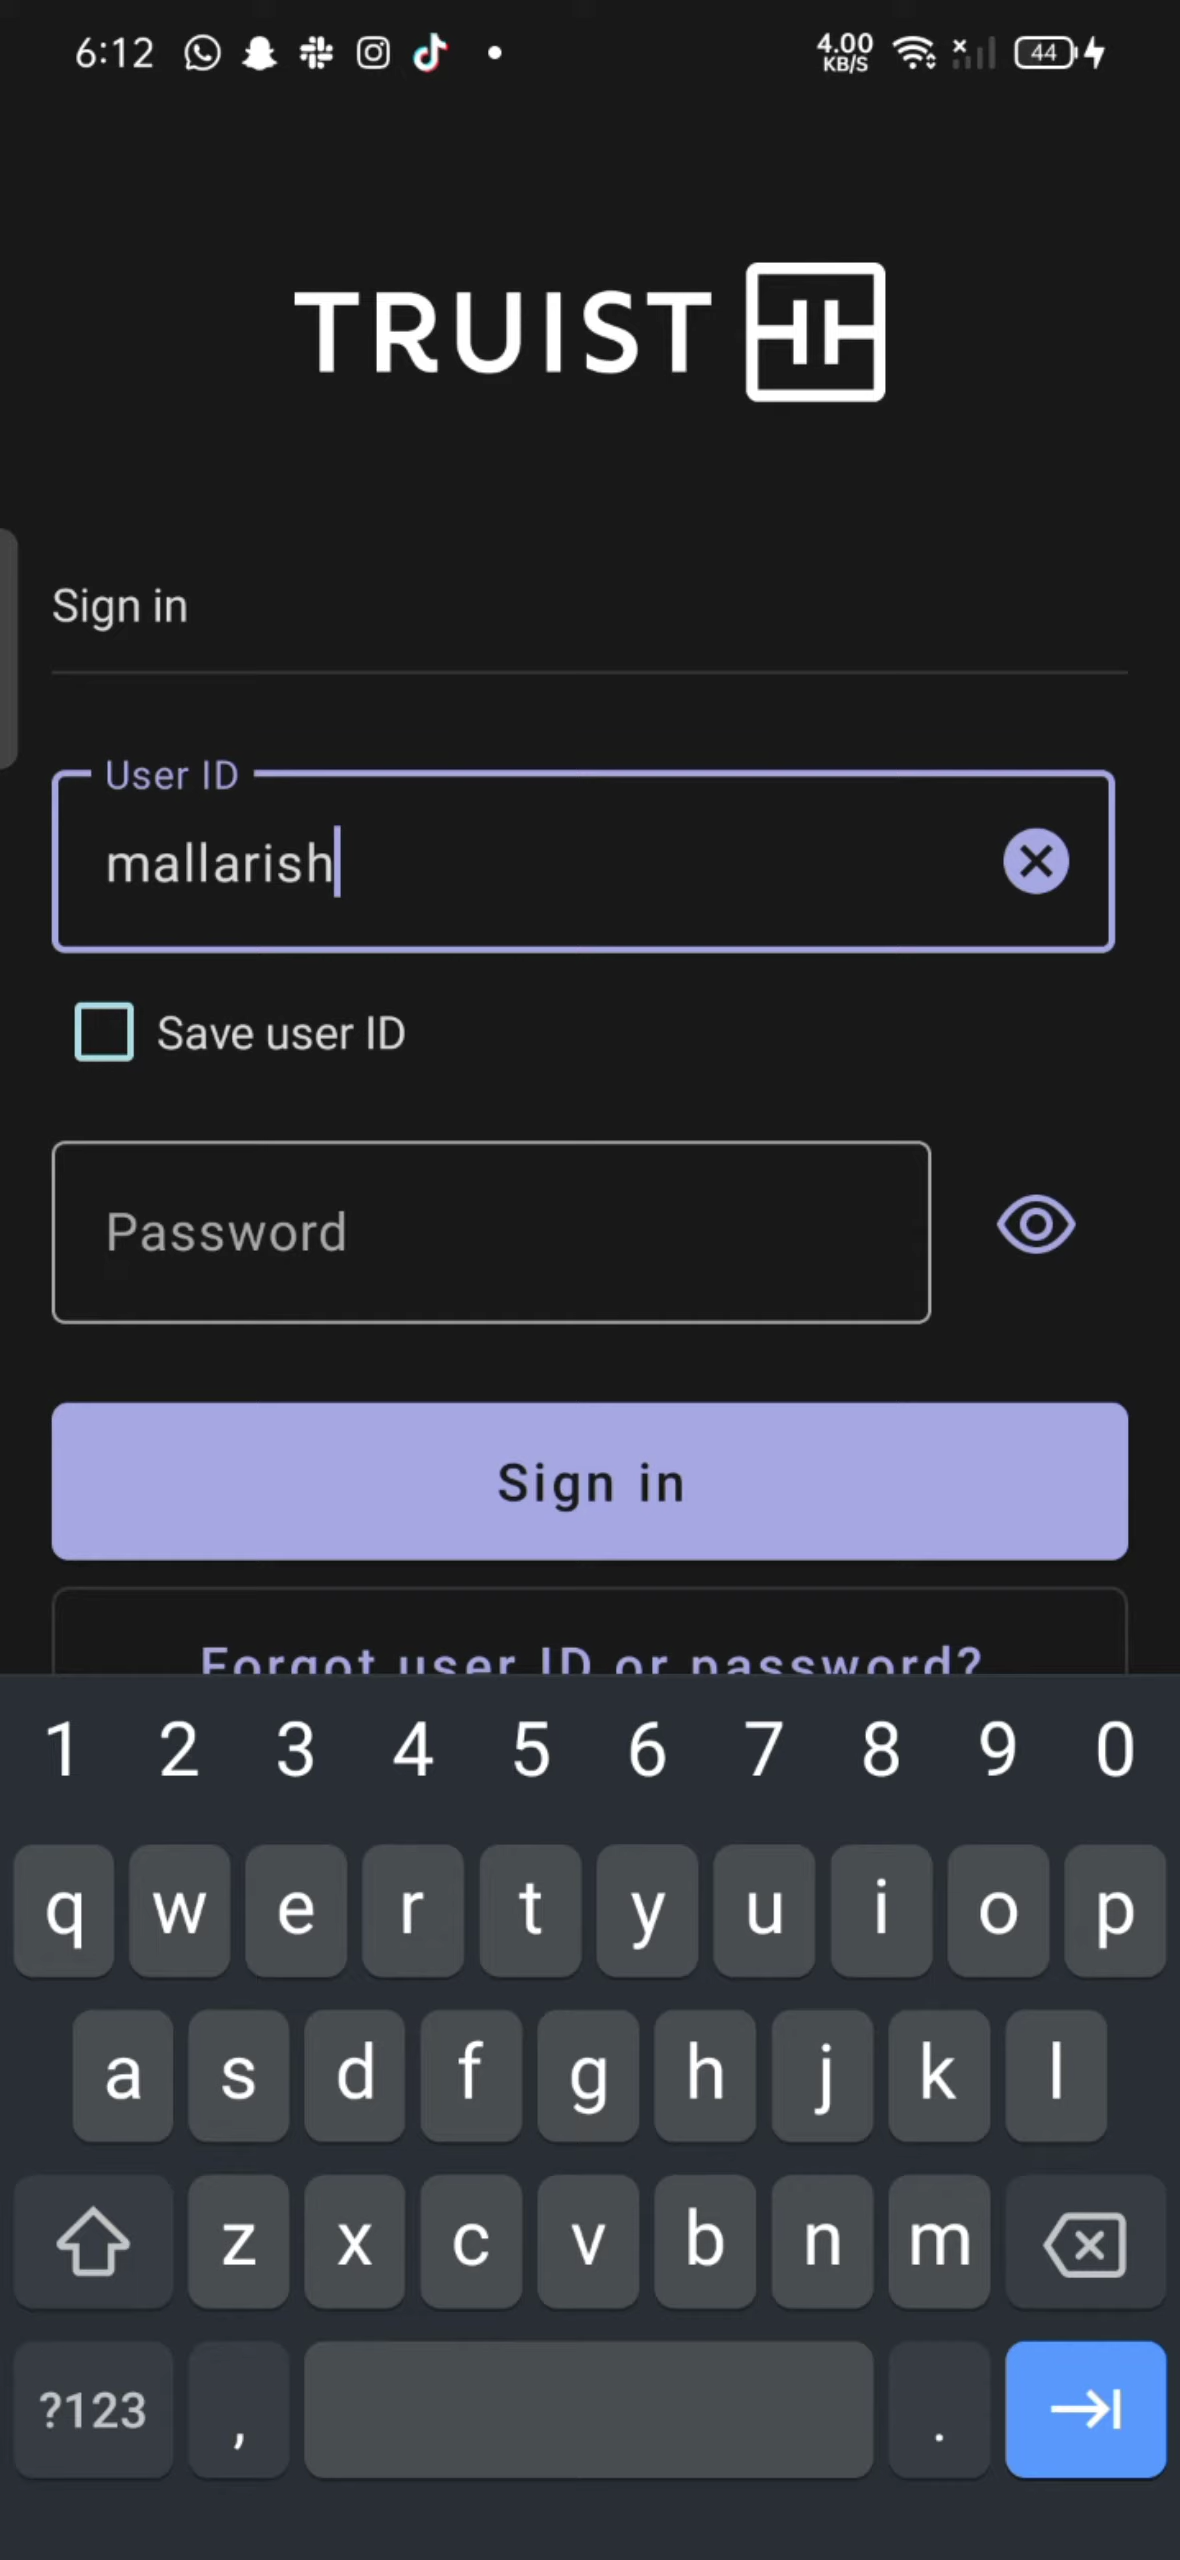 6:12 4.00 KB/S 44
TRUIST
Sign in
User ID
mallarish
Save user ID
Password
Sign in
Forgot user ID or password?
1 2 3 4 5 6 7 8 9 0
q w e r t y u i o p
a s d f g h j k l
z x c v b n m
?123 , .